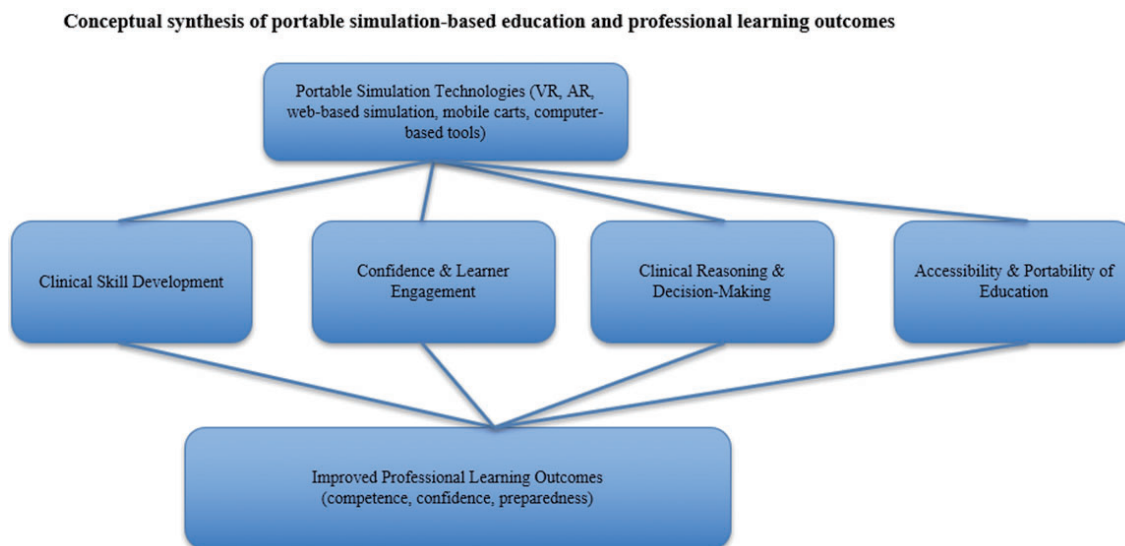 Conceptual synthesis of portable simulation-based education and professional learning outcomes
Portable Simulation Technologies (VR, AR,
web-based simulation, mobile carts, computer-
based tools)
Clinical Skill Development
Confidence & Learner
Engagement
Clinical Reasoning &
Decision-Making
Accessibility & Portability of
Education
Improved Professional Learning Outcomes
(competence, confidence, preparedness)